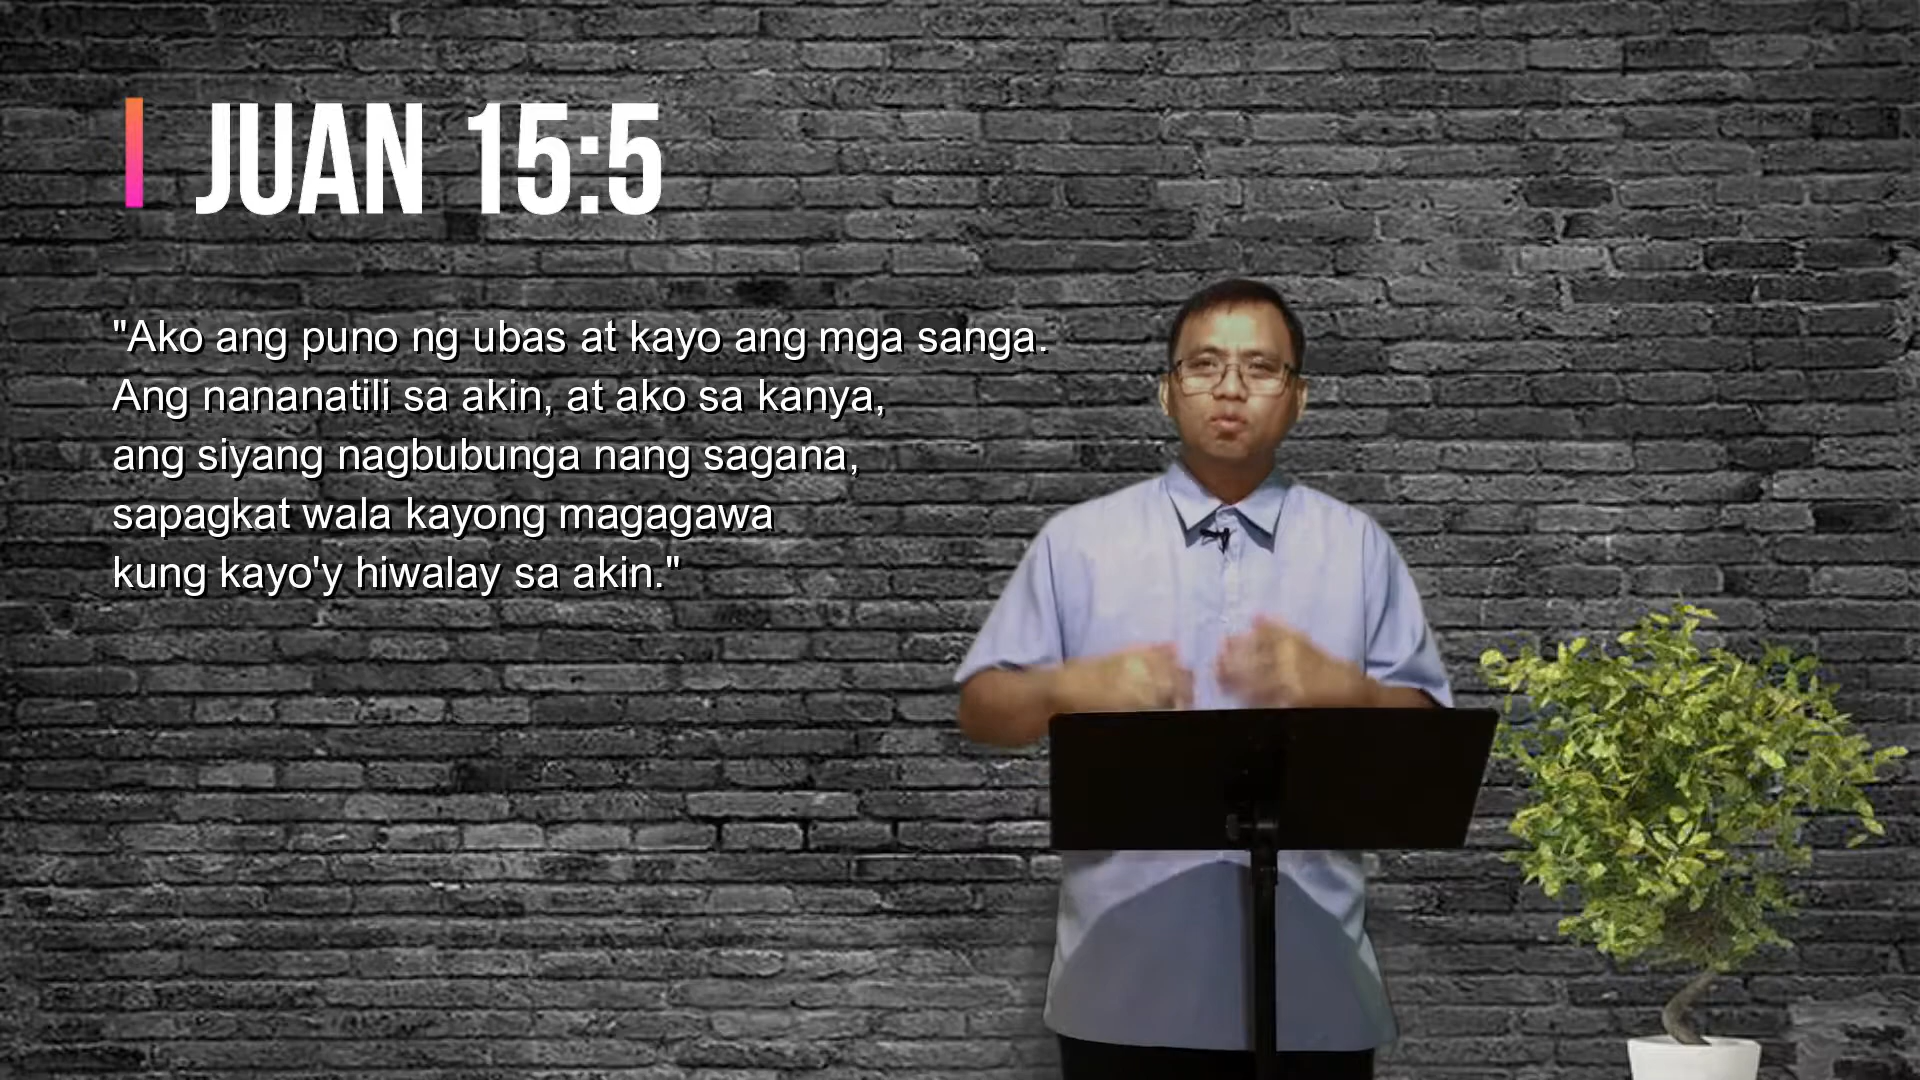 JUAN 15:5
"Ako ang puno ng ubas at kayo ang mga sanga.
Ang nananatili sa akin, at ako sa kanya,
ang siyang nagbubunga nang sagana,
sapagkat wala kayong magagawa
kung kayo'y hiwalay sa akin."